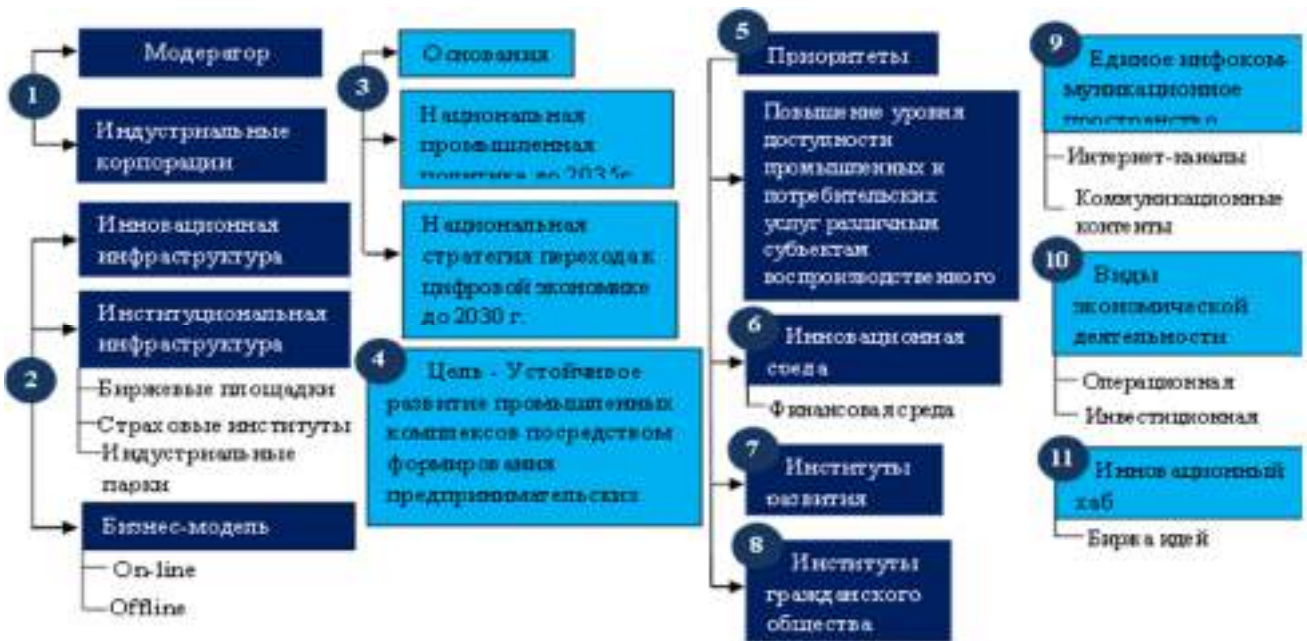 1
Модератор
Индустриальные
корпорации
2
Инновационная
инфраструктура
Институциональная
инфраструктура
Биржевые площадки
Страховые институты
Индустриальные
парки
Бизнес-модель
On-line
Offline
3
Основания
Национальная
промышленная
политика до 2035г
Национальная
стратегия перехода к
цифровой экономике
до 2030 г.
4
Цель - Устойчивое
развитие промышленных
комплексов посредством
формирования
предпринимательских
5
Приоритеты
Повышение уровня
доступности
промышленных и
потребительских
услуг различным
субъектам
воспроизводственного
6
Инновационная
среда
Финансовая среда
7
Институты
развития
8
Институты
гражданского
общества
9
Единое инфоком-
муникационное
пространство
Интернет-каналы
Коммуникационные
контенты
10
Виды
экономической
деятельности
Операционная
Инвестиционная
11
Инновационный
хаб
Биржа идей